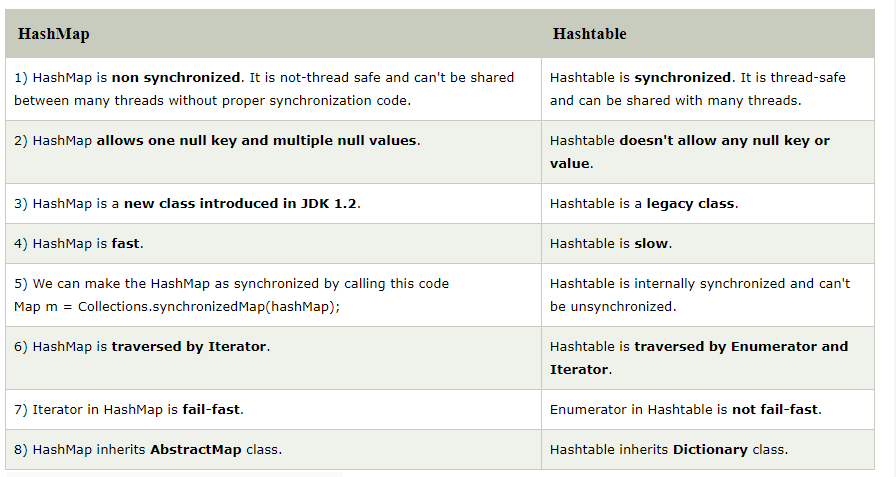 HashMap
Hashtable
1) HashMap is non synchronized. It is not-thread safe and can't be shared
between many threads without proper synchronization code.
Hashtable is synchronized. It is thread-safe
and can be shared with many threads.
2) HashMap allows one null key and multiple null values.
Hashtable doesn't allow any null key or
value.
3) HashMap is a new class introduced in JDK 1.2.
Hashtable is a legacy class.
4) HashMap is fast.
Hashtable is slow.
5) We can make the HashMap as synchronized by calling this code
Map m = Collections.synchronizedMap(hashMap);
Hashtable is internally synchronized and can't
be unsynchronized.
6) HashMap is traversed by Iterator.
Hashtable is traversed by Enumerator and
Iterator.
7) Iterator in HashMap is fail-fast.
Enumerator in Hashtable is not fail-fast.
8) HashMap inherits AbstractMap class.
Hashtable inherits Dictionary class.